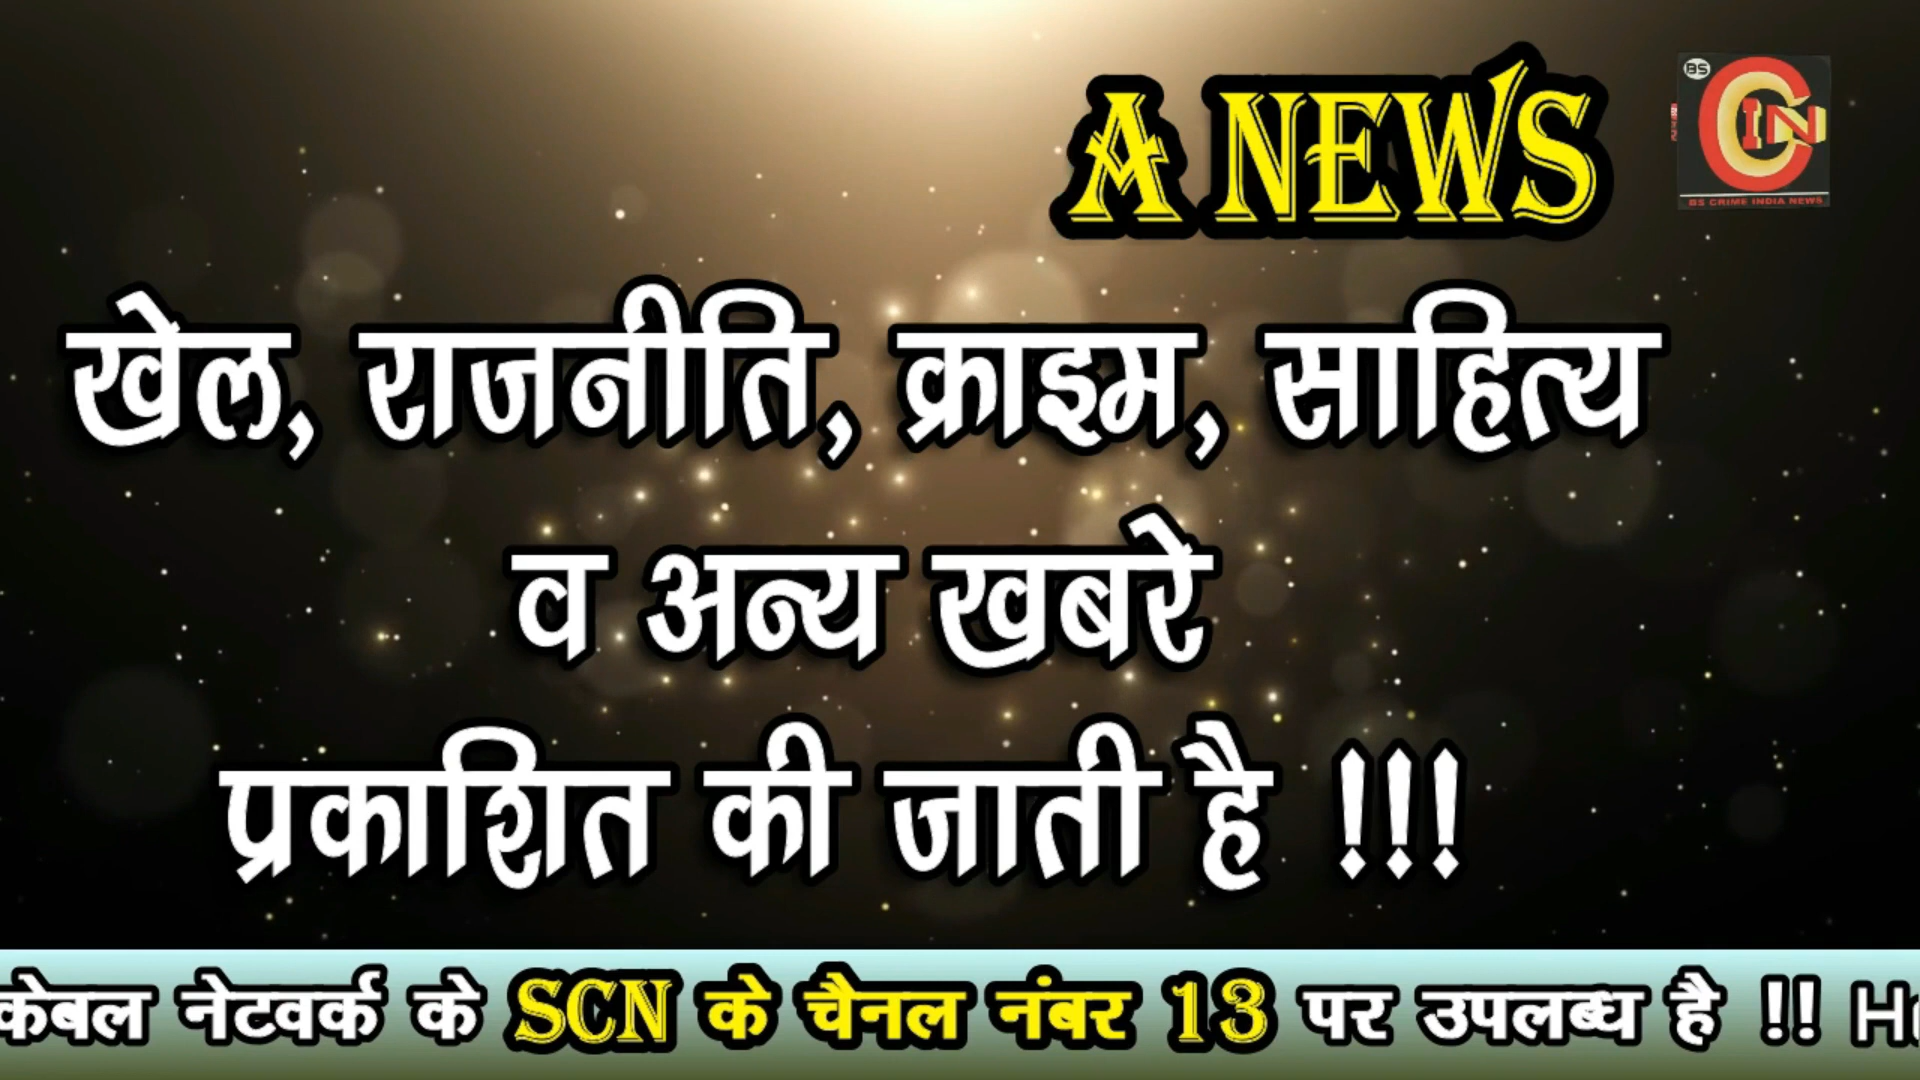 A NEWS
BS
CIN
BS CRIME INDIA NEWS
खेल, राजनीति, क्राइम, साहित्य
व अन्य खबरे
प्रकाशित की जाती है !!!
केबल नेटवर्क के SCN के चैनल नंबर 13 पर उपलब्ध है !!